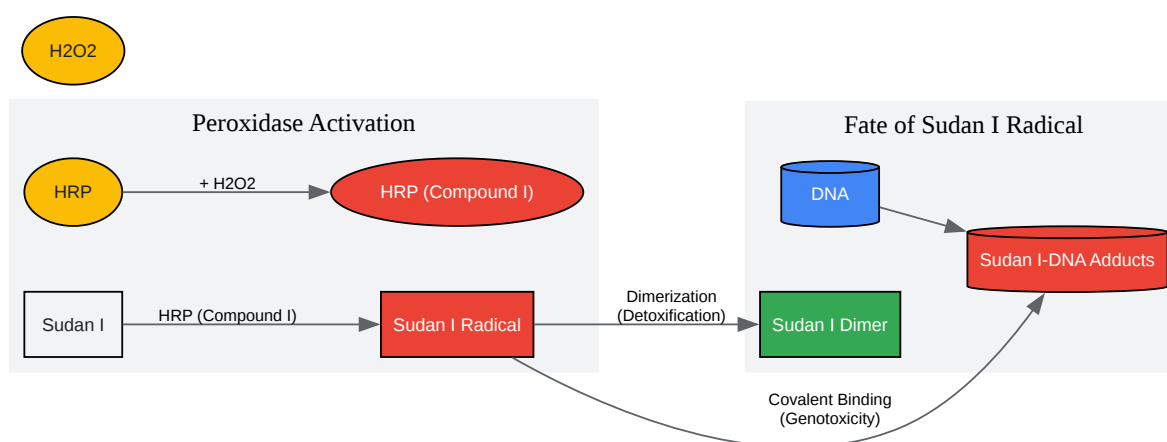 H2O2
Peroxidase Activation
Fate of Sudan I Radical
HRP
+ H2O2
HRP (Compound I)
DNA
Sudan I-DNA Adducts
Sudan I
HRP (Compound I)
Sudan I Radical
Dimerization
(Detoxification)
Sudan I Dimer
Covalent Binding
(Genotoxicity)